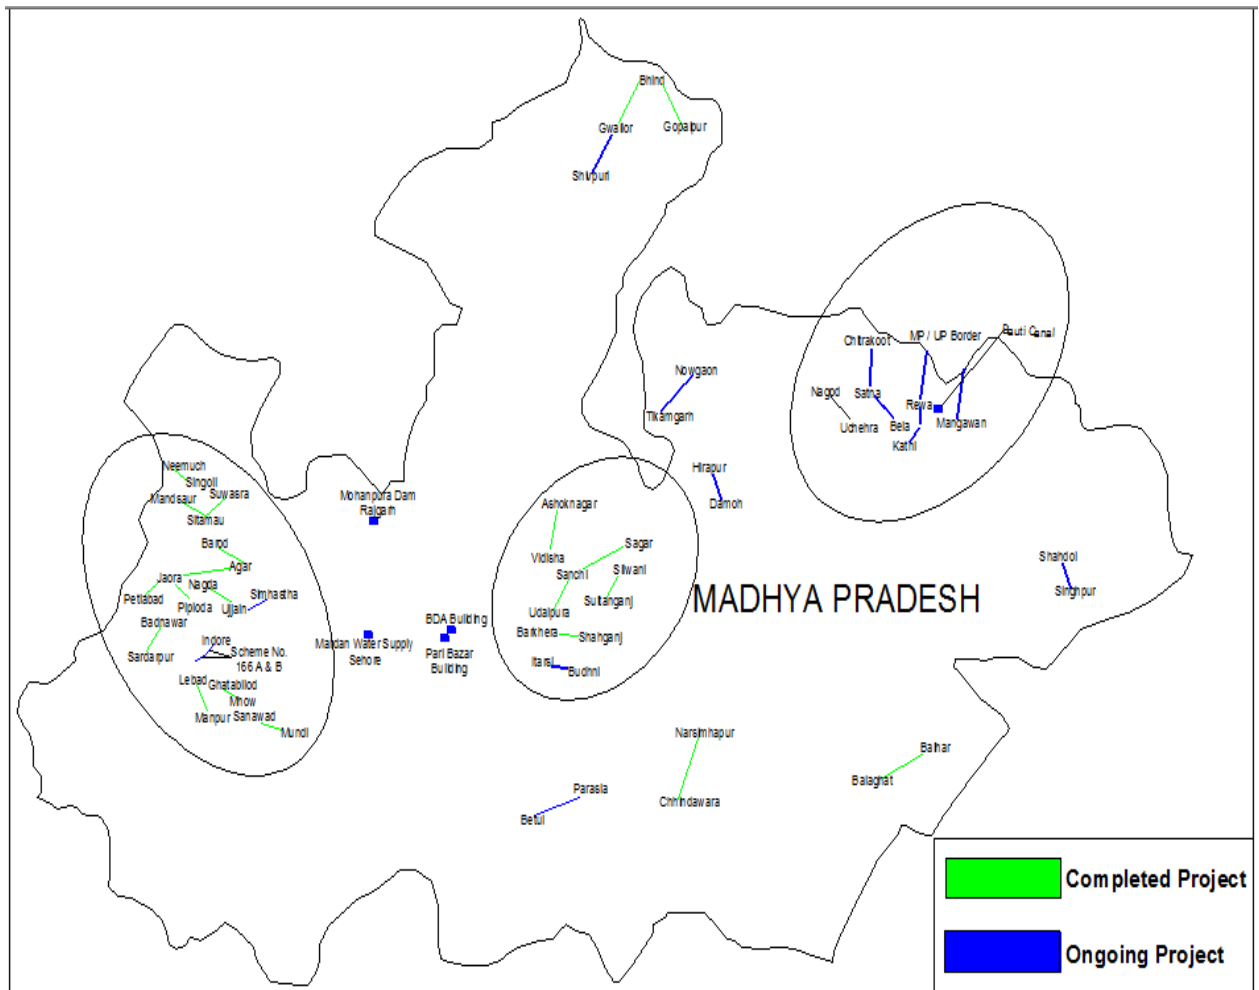 Bhind
Gwalior
Gopalpur
Shivpuri
Chitrakoot
MP / UP Border
Bauti Canal
Nowgaon
Tikamgarh
Nagod
Satna
Rewa
Uchehra
Bela
Mangawan
Kathi
Neemuch
Singoli
Mandsaur
Suwasra
Sitamau
Mohanpura Dam
Rajgarh
Hirapur
Damoh
Ashoknagar
Barod
Agar
Jaora
Nagda
Simhastha
Petlabad
Piploda
Ujjain
Badnawar
Sardarpur
Indore
Scheme No.
166 A & B
Lebad
Ghatabillod
Mhow
Manpur
Sanawad
Mundi
Vidisha
Sagar
Sanchi
Silwani
Udaipura
Sultanganj
Barkhera
Shahganj
Itarsi
Budhni
MADHYA PRADESH
Shahdol
Singhpur
BDA Building
Mardan Water Supply
Sehore
Pari Bazar
Building
Narsimhapur
Chhindawara
Baihar
Balaghat
Parasia
Betul
Completed Project
Ongoing Project